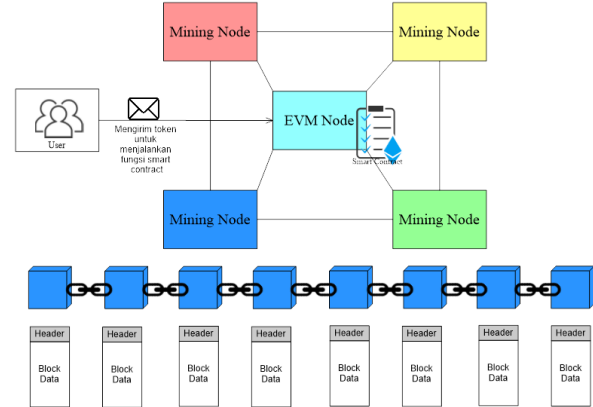 Mining Node
Mining Node
EVM Node
User
Mengirim token
untuk
menjalankan
fungsi smart
contract
Smart Contract
Mining Node
Mining Node
Header
Header
Header
Header
Header
Header
Header
Header
Block
Data
Block
Data
Block
Data
Block
Data
Block
Data
Block
Data
Block
Data
Block
Data